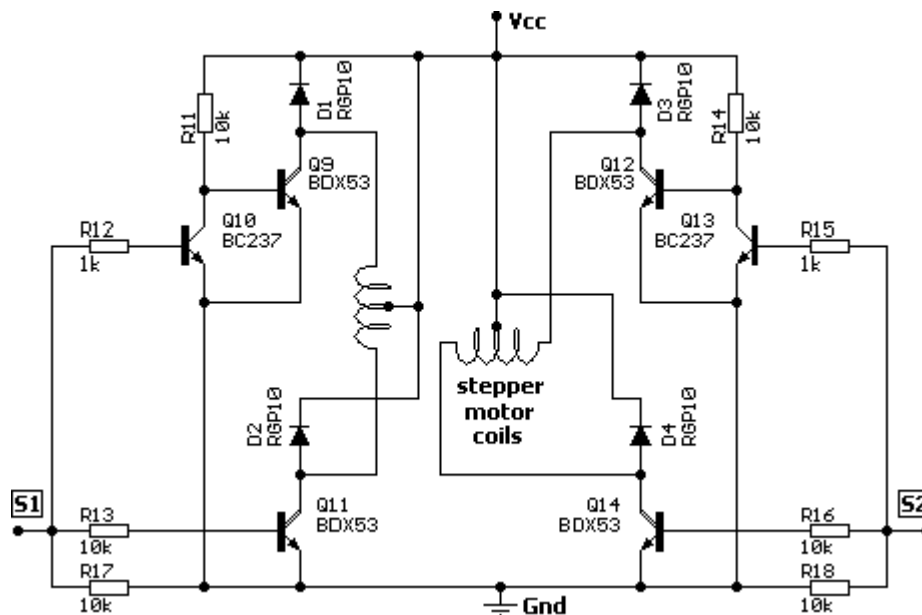 Vcc
D1
RGP10
D3
RGP10
R11
10k
R14
10k
Q9
BDX53
Q12
BDX53
R12
1k
Q10
BC237
Q13
BC237
R15
1k
stepper
motor
coils
D2
RGP10
D4
RGP10
S1
R13
10k
Q11
BDX53
Q14
BDX53
R16
10k
S2
R17
10k
Gnd
R18
10k